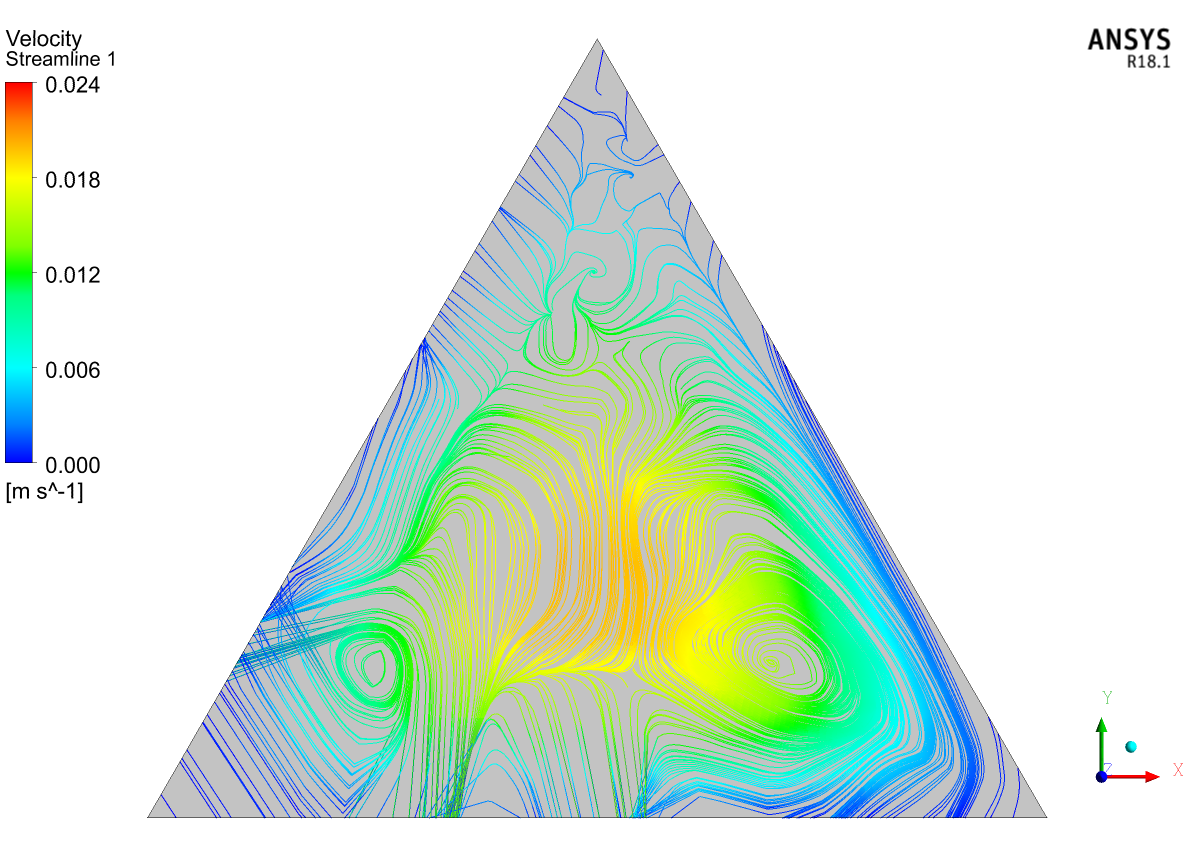 Velocity
Streamline 1
0.024
0.018
0.012
0.006
0.000
[m s^-1]
ANSYS
R18.1
Y
Z
X